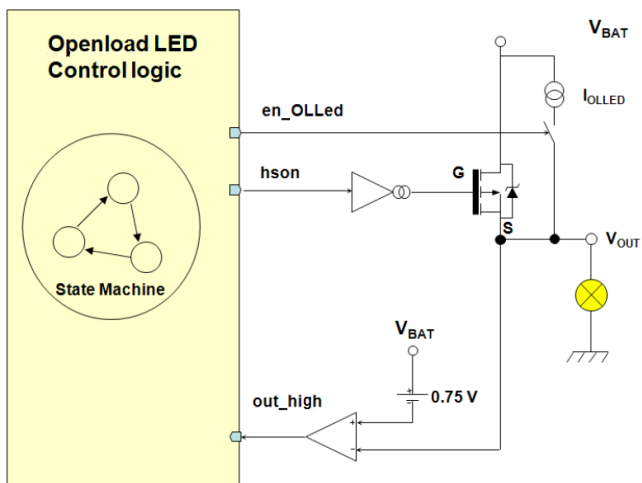 Openload LED
Control logic
V_BAT
en_OLLed
I_OLLED
hson
G
S
V_OUT
State Machine
V_BAT
+
-
0.75 V
out_high
+
-